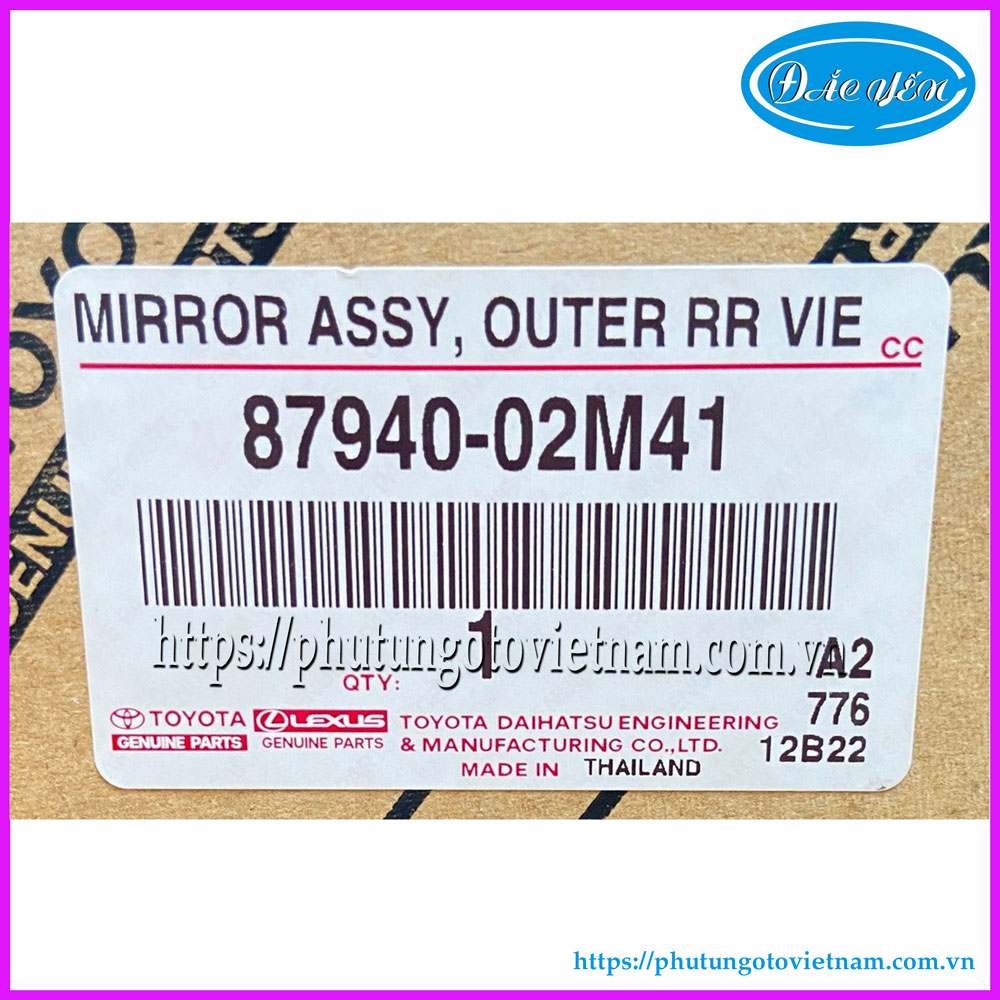 Đắc Yến
MIRROR ASSY, OUTER RR VIE CC
87940-02M41
https://phutungotovietnam.com.vn
QTY: 1 A2
TOYOTA LEXUS TOYOTA DAIHATSU ENGINEERING 776
GENUINE PARTS GENUINE PARTS & MANUFACTURING CO.,LTD. 12B22
MADE IN THAILAND
https://phutungotovietnam.com.vn